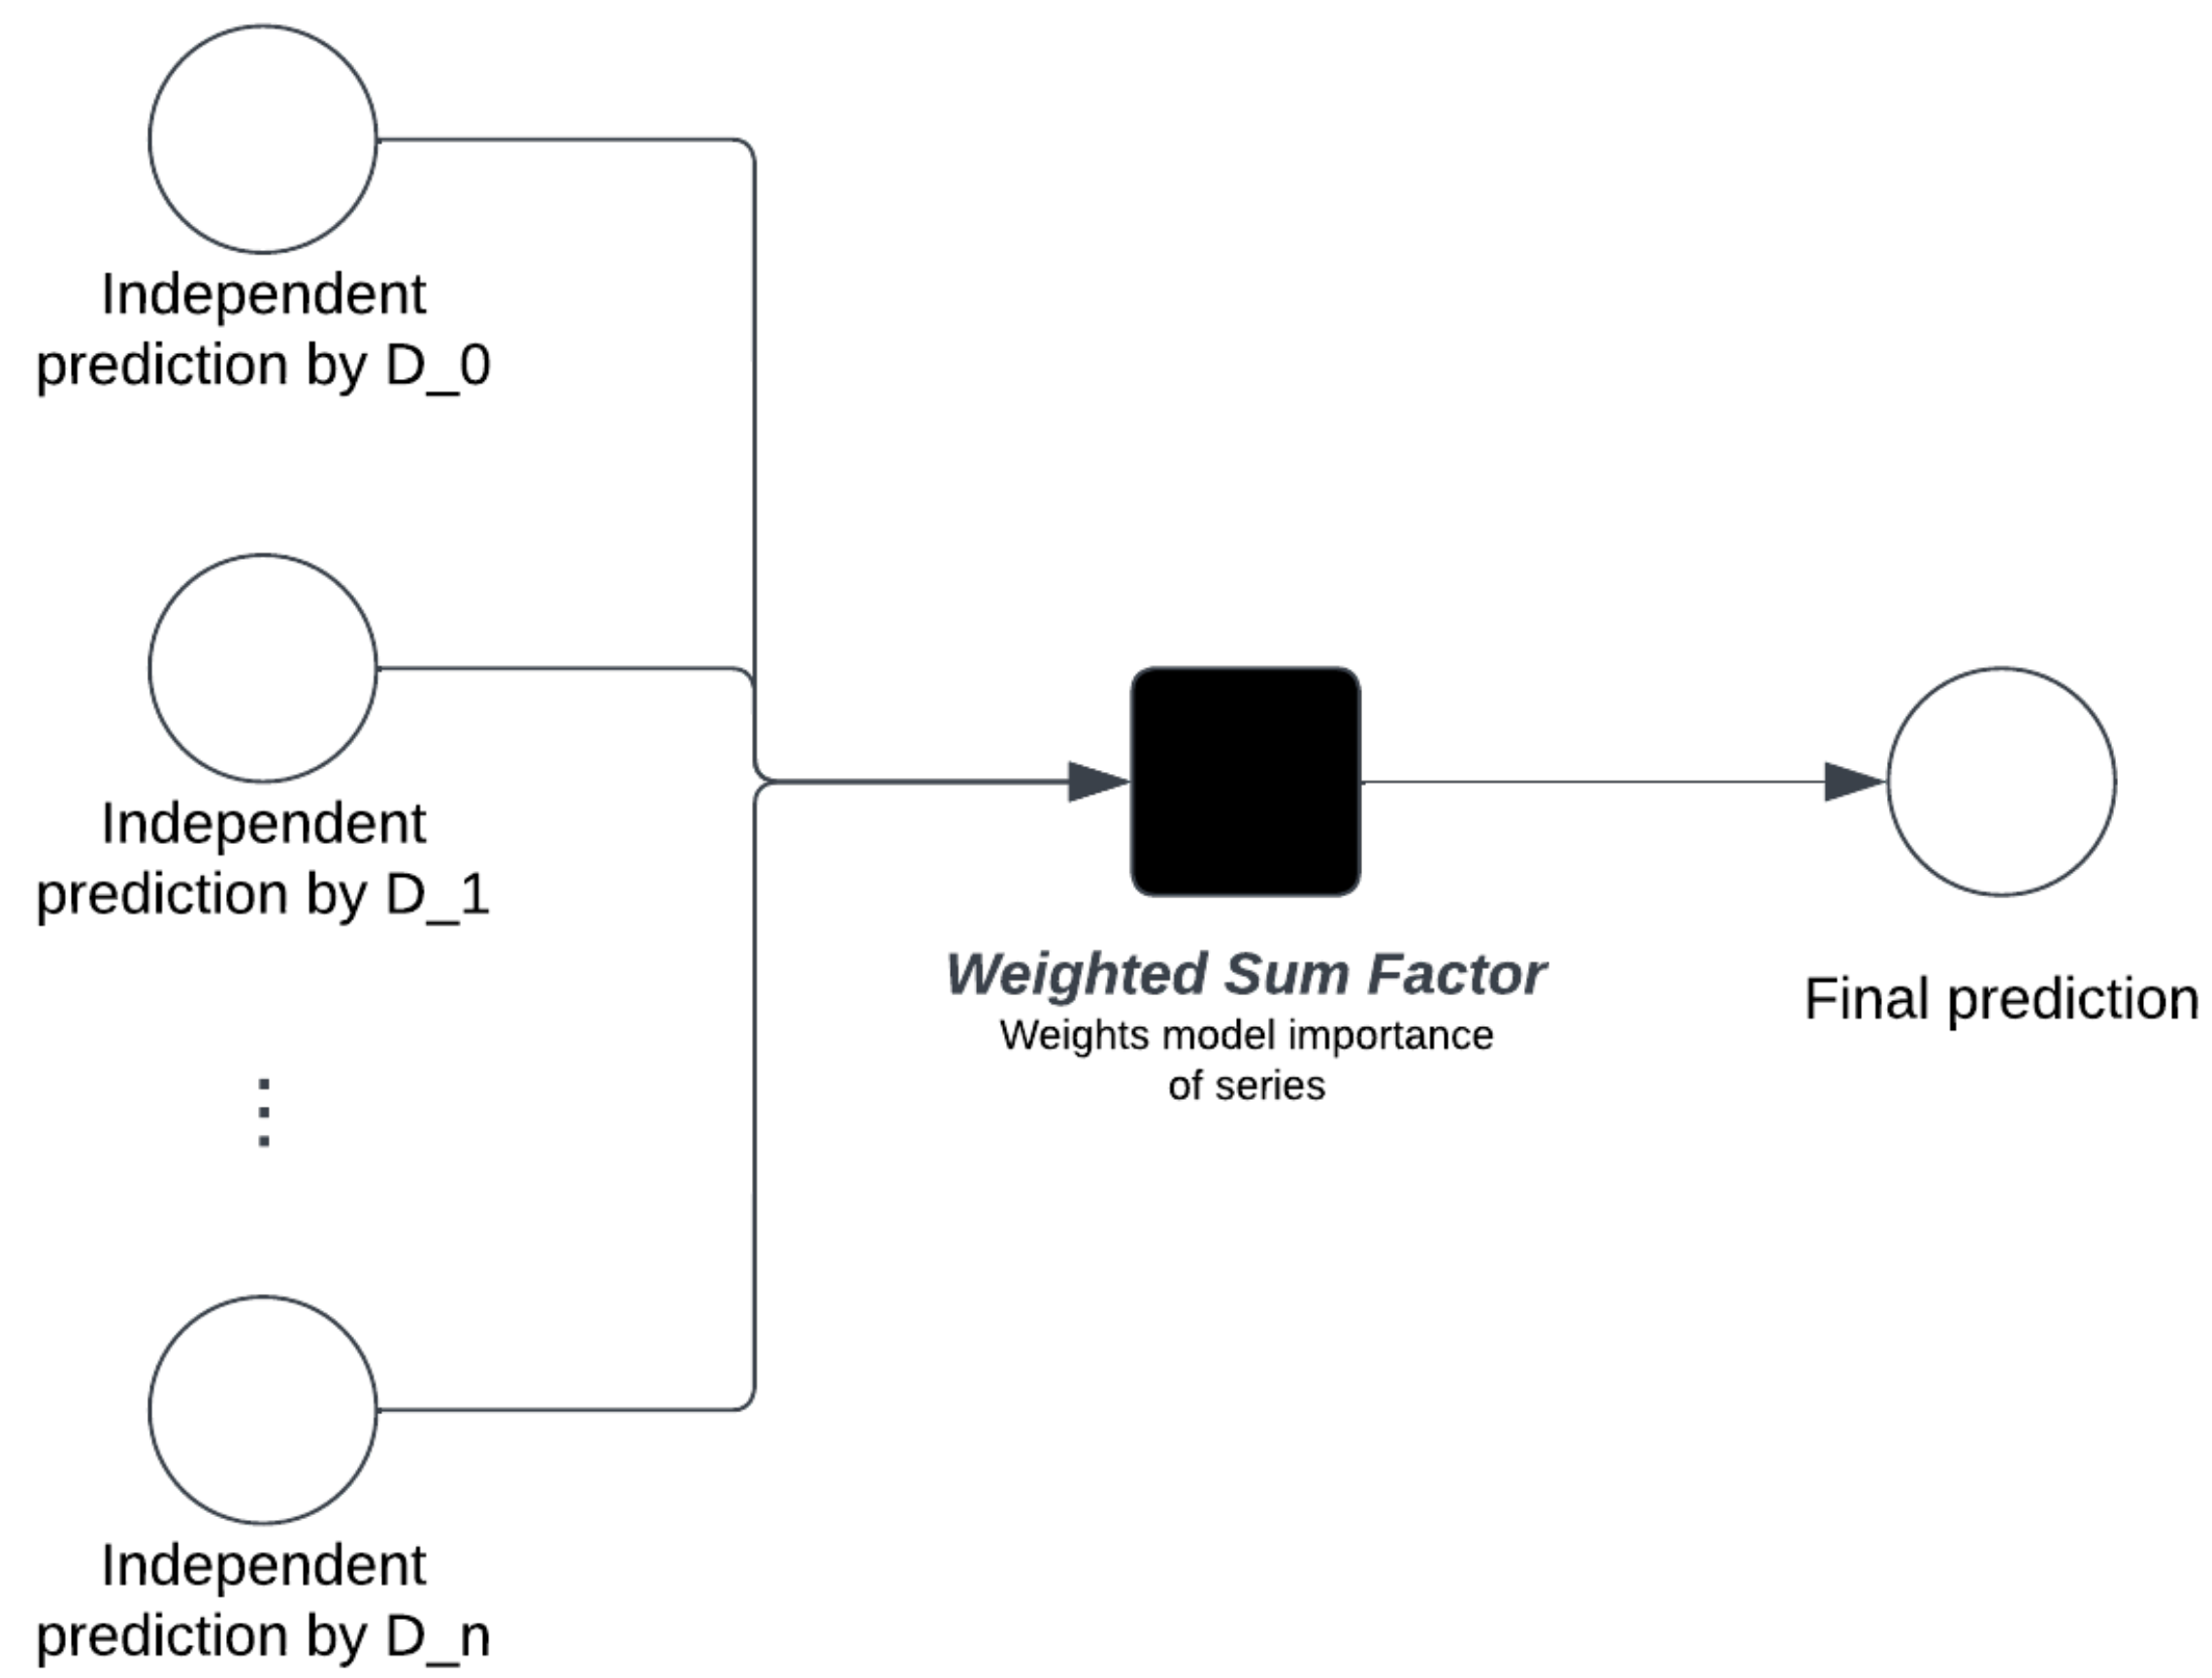 Independent
prediction by D_0
Independent
prediction by D_1
Weighted Sum Factor
Weights model importance
of series
Final prediction
Independent
prediction by D_n